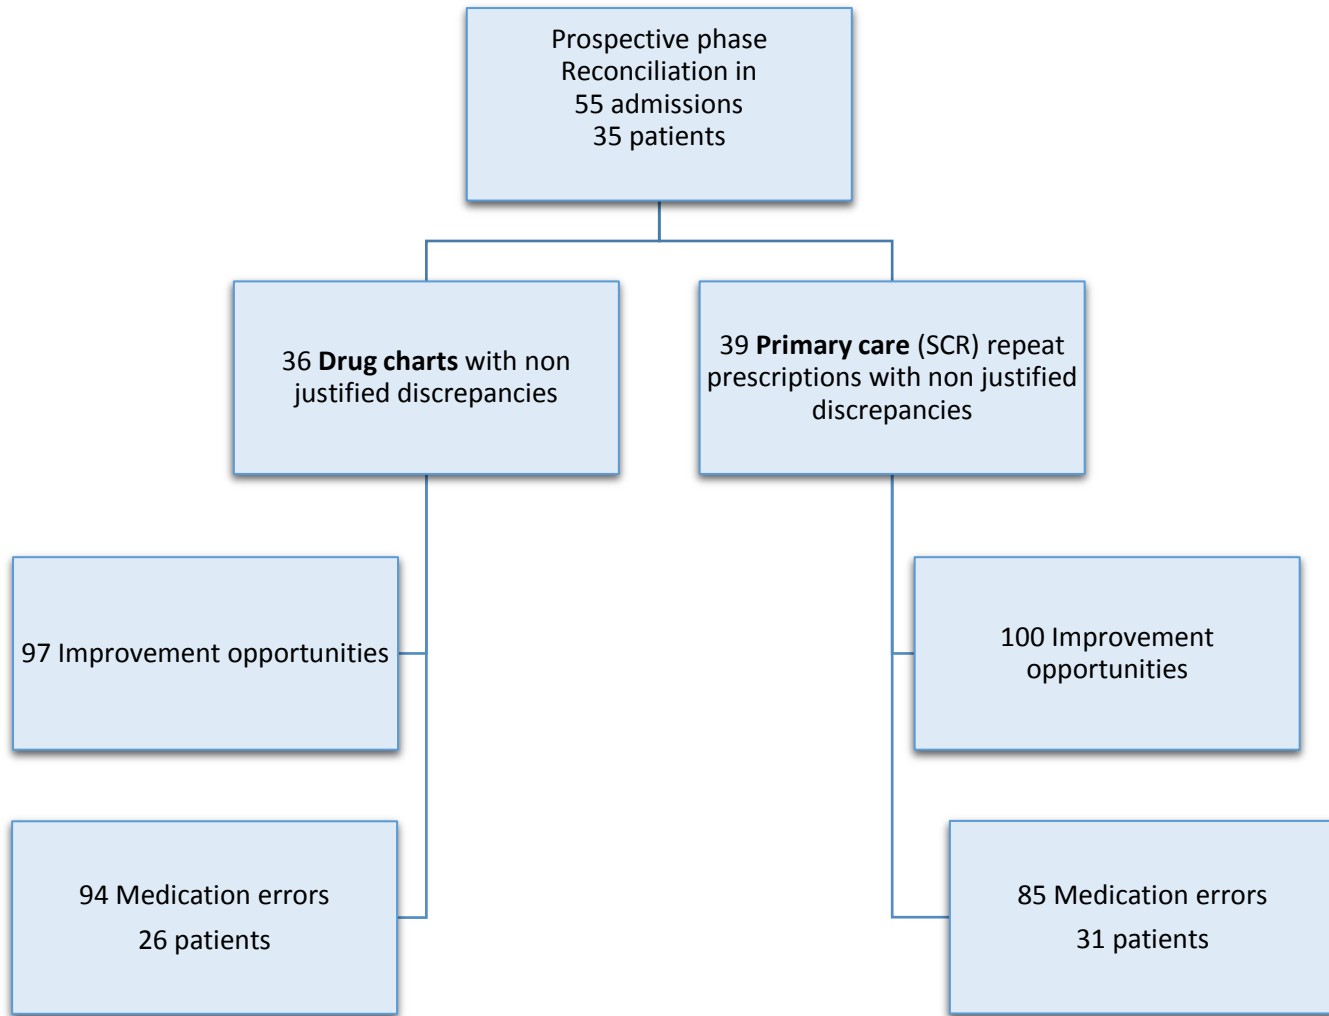 Prospective phase
Reconciliation in
55 admissions
35 patients
36 Drug charts with non
justified discrepancies
39 Primary care (SCR) repeat
prescriptions with non justified
discrepancies
97 Improvement opportunities
100 Improvement
opportunities
94 Medication errors
26 patients
85 Medication errors
31 patients